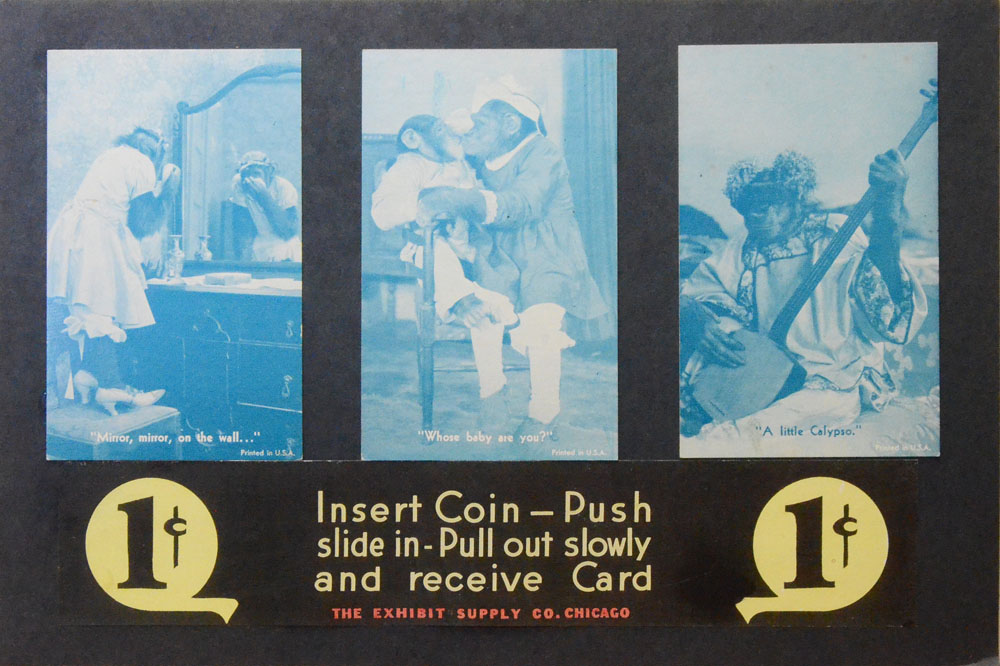 "Mirror, mirror, on the wall..."
Printed in U.S.A.
"Whose baby are you?"
Printed in U.S.A.
"A little Calypso."
Printed in U.S.A.
1¢
Insert Coin – Push
slide in - Pull out slowly
and receive Card
THE EXHIBIT SUPPLY CO. CHICAGO
1¢